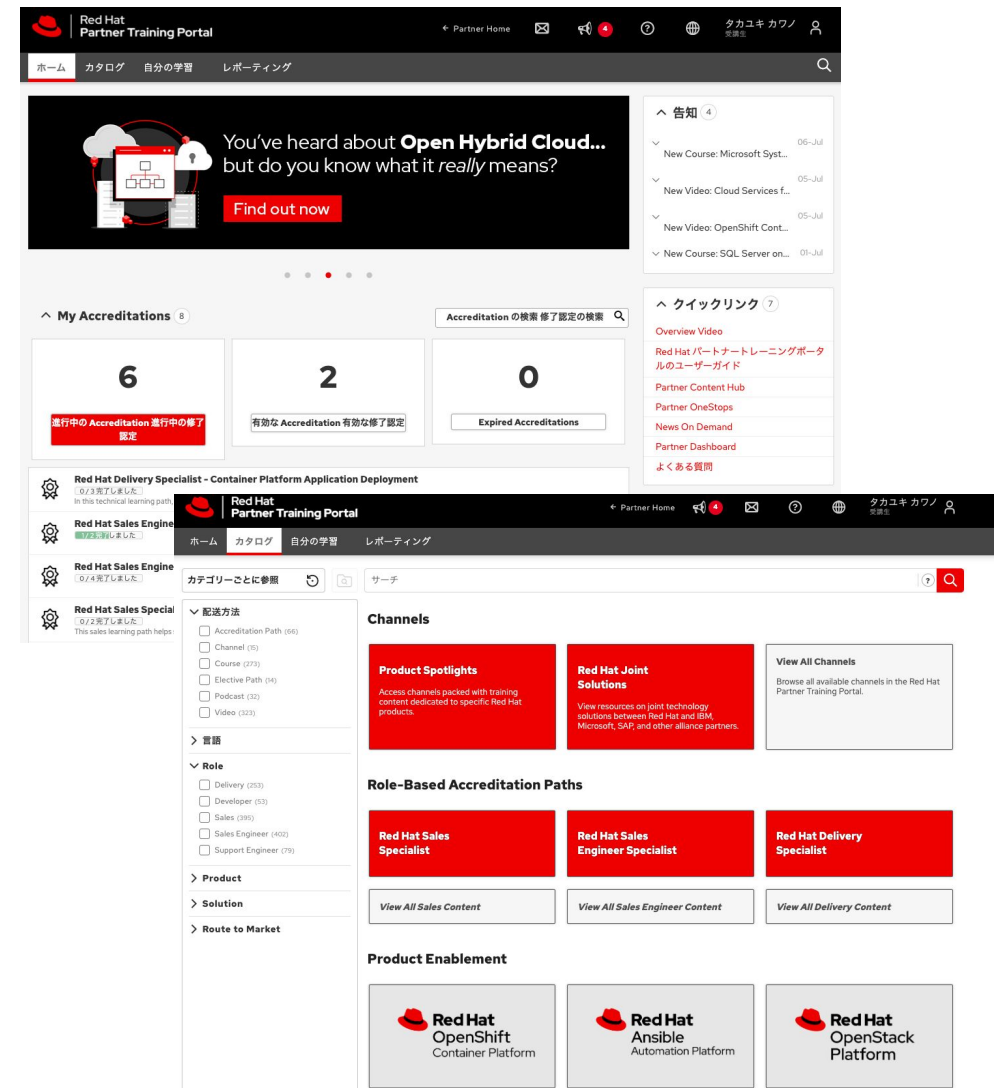 Red Hat
Partner Training Portal
Partner Home
4
タカユキ カワノ
受講生
ホーム カタログ 自分の学習 レポーティング
You've heard about Open Hybrid Cloud...
but do you know what it really means?
Find out now
告知 4
06-Jul
New Course: Microsoft Syst...
05-Jul
New Video: Cloud Services f...
05-Jul
New Video: OpenShift Cont...
New Course: SQL Server on... 01-Jul
My Accreditations 8
Accreditation の検索 修了認定の検索
6
進行中の Accreditation 進行中の修了
認定
2
有効な Accreditation 有効な修了認定
0
Expired Accreditations
クイックリンク 7
Overview Video
Red Hat パートナートレーニングポータ
ルのユーザーガイド
Partner Content Hub
Partner OneStops
News On Demand
Partner Dashboard
よくある質問
Red Hat Delivery Specialist - Container Platform Application Deployment
0/3完了しました
In this technical learning path,
Red Hat Sales Engine
1/2完了しました
Red Hat Sales Engine
0/4完了しました
Red Hat Sales Special
0/2完了しました
This sales learning path helps
Red Hat
Partner Training Portal
Partner Home
4
?
タカユキ カワノ
受講生
ホーム カタログ 自分の学習 レポーティング
カテゴリーごとに参照
サーチ
?
配送方法
Accreditation Path (66)
Channel (15)
Course (273)
Elective Path (14)
Podcast (32)
Video (323)
言語
Role
Delivery (253)
Developer (53)
Sales (395)
Sales Engineer (402)
Support Engineer (79)
Product
Solution
Route to Market
Channels
Product Spotlights
Access channels packed with training
content dedicated to specific Red Hat
products.
Red Hat Joint
Solutions
View resources on joint technology
solutions between Red Hat and IBM,
Microsoft, SAP, and other alliance partners.
View All Channels
Browse all available channels in the Red Hat
Partner Training Portal.
Role-Based Accreditation Paths
Red Hat Sales
Specialist
Red Hat Sales
Engineer Specialist
Red Hat Delivery
Specialist
View All Sales Content
View All Sales Engineer Content
View All Delivery Content
Product Enablement
Red Hat
OpenShift
Container Platform
Red Hat
Ansible
Automation Platform
Red Hat
OpenStack
Platform